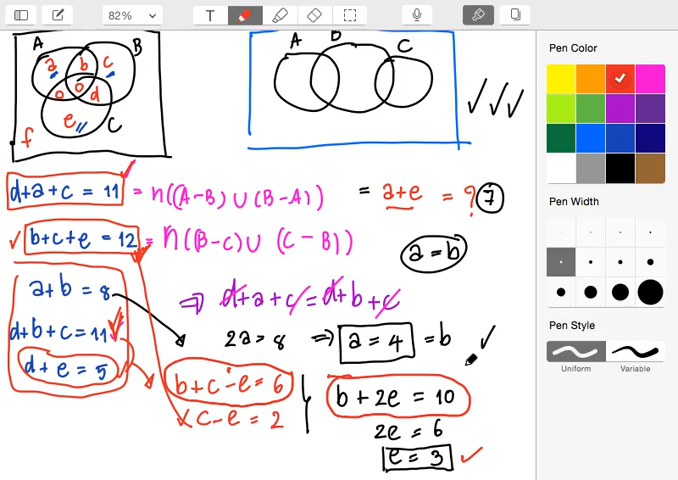 82%
T
Pen Color
A
B
a
b
c
o
o
d
e
C
f
A
B
C
d+a+c = 11 = n((A-B) ∪ (B-A)) = a+e = ? 7
b+c+e = 12 = n(B-C) ∪ (C-B))
a=b
a+b = 8
⇒ d+a+c = d+b+c
d+b+c = 11
2a = 8 ⇒ a = 4 = b
d+e = 5
b+c-e = 6
b + 2e = 10
c-e = 2
2e = 6
e = 3
Pen Width
Pen Style
Uniform
Variable